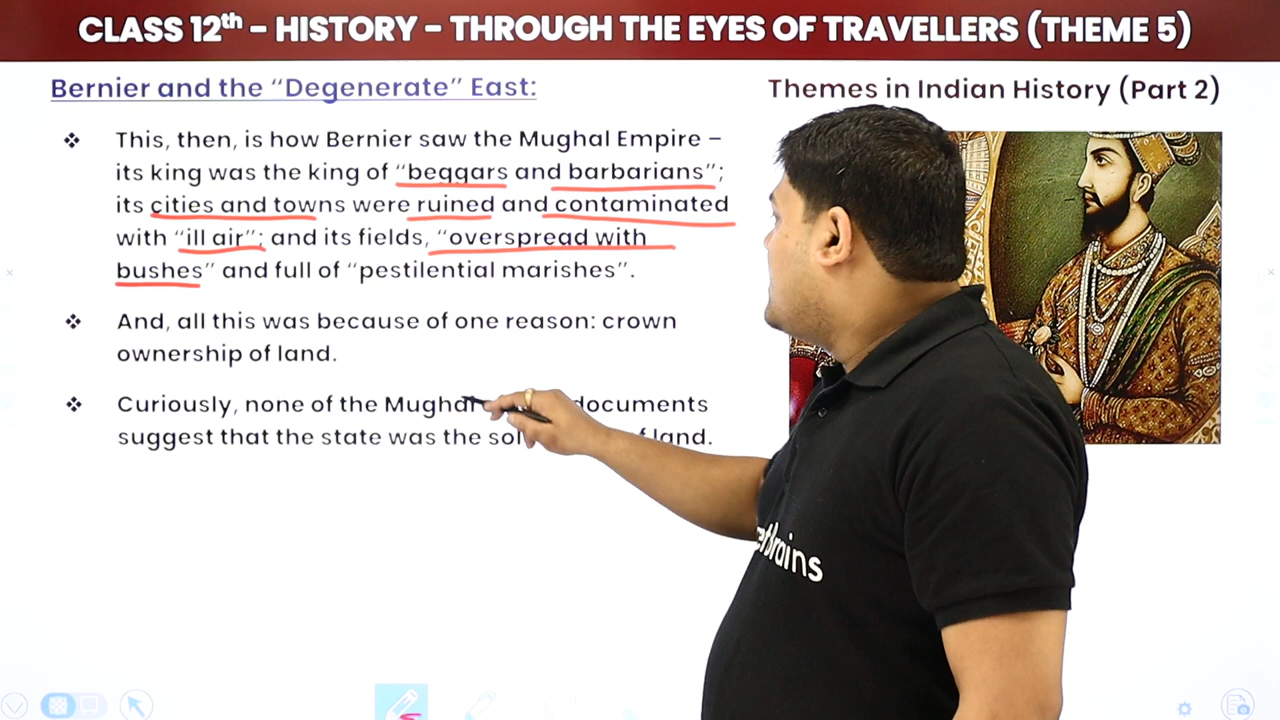 CLASS 12th – HISTORY – THROUGH THE EYES OF TRAVELLERS (THEME 5)
Bernier and the “Degenerate” East:
Themes in Indian History (Part 2)
❖ This, then, is how Bernier saw the Mughal Empire –
its king was the king of “beggars and barbarians”;
its cities and towns were ruined and contaminated
with “ill air”; and its fields, “overspread with
bushes” and full of “pestilential marishes”.
❖ And, all this was because of one reason: crown
ownership of land.
❖ Curiously, none of the Mughal documents
suggest that the state was the land.